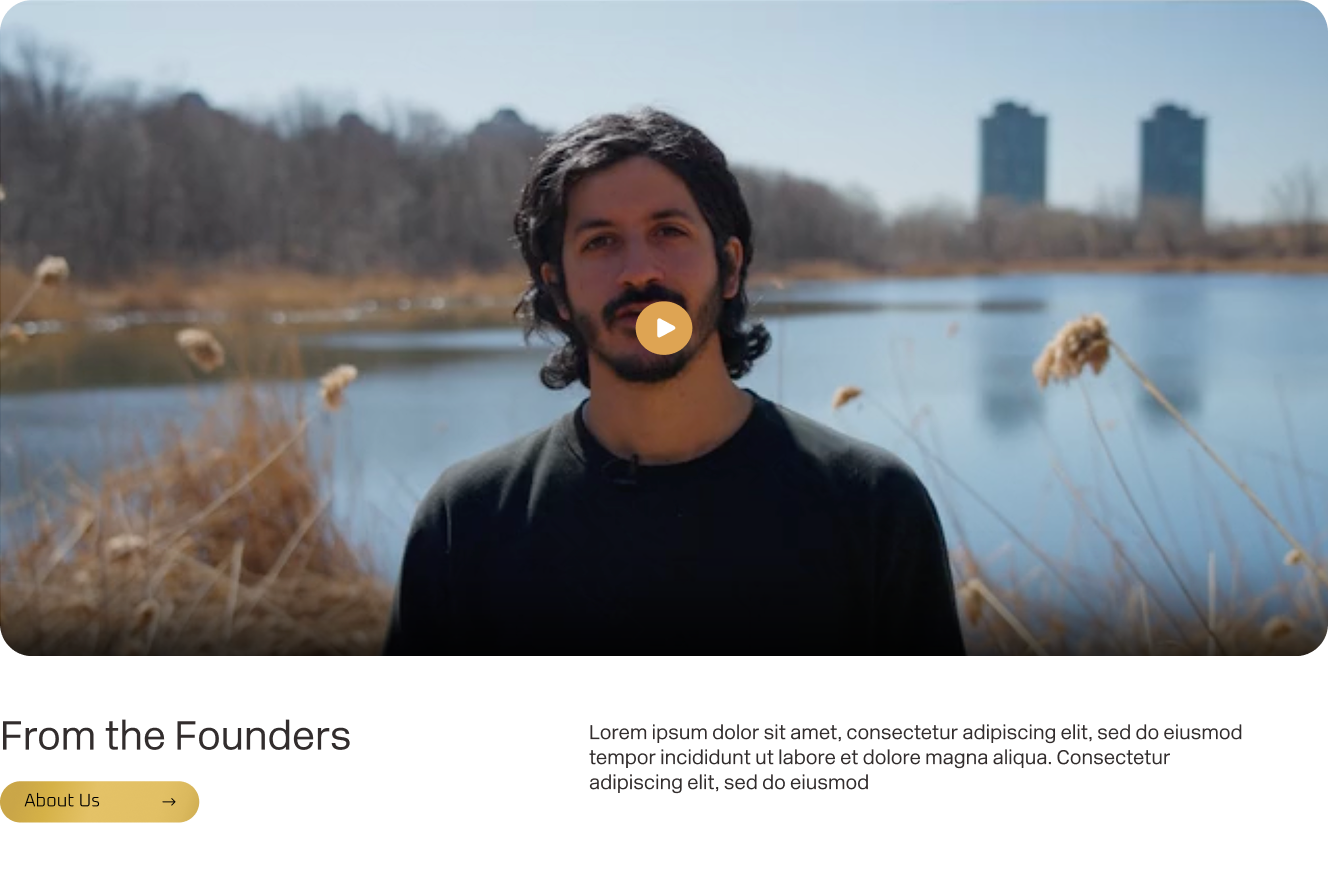 From the Founders
About Us
Lorem ipsum dolor sit amet, consectetur adipiscing elit, sed do eiusmod
tempor incididunt ut labore et dolore magna aliqua. Consectetur
adipiscing elit, sed do eiusmod